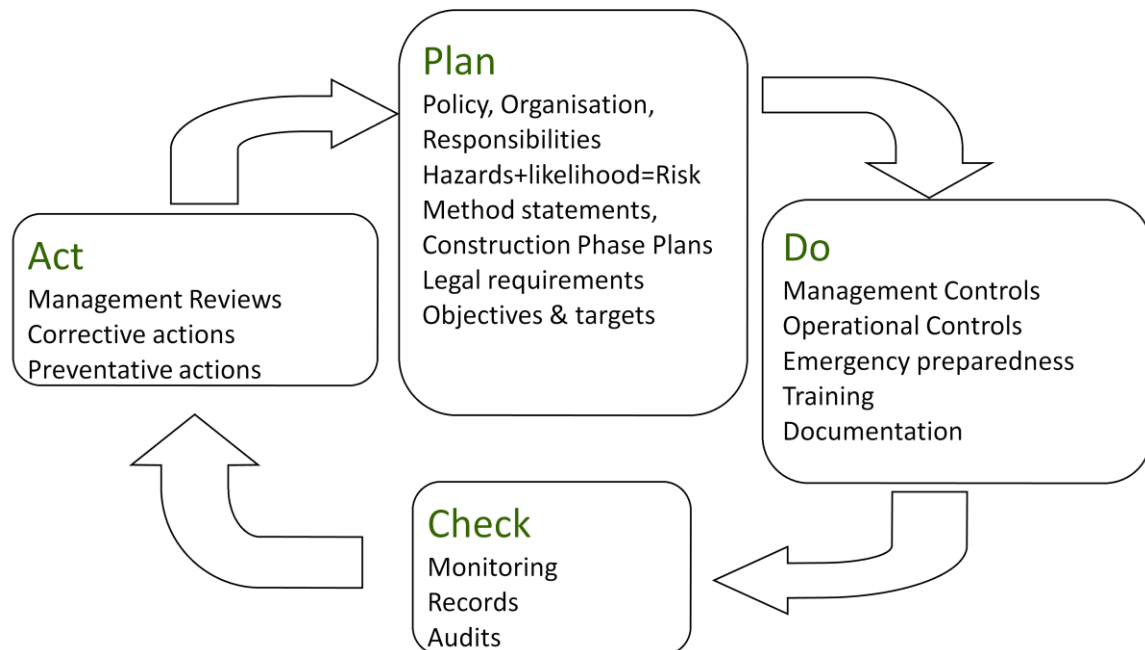 Plan
Policy, Organisation,
Responsibilities
Hazards+likelihood=Risk
Method statements,
Construction Phase Plans
Legal requirements
Objectives & targets
Do
Management Controls
Operational Controls
Emergency preparedness
Training
Documentation
Check
Monitoring
Records
Audits
Act
Management Reviews
Corrective actions
Preventative actions